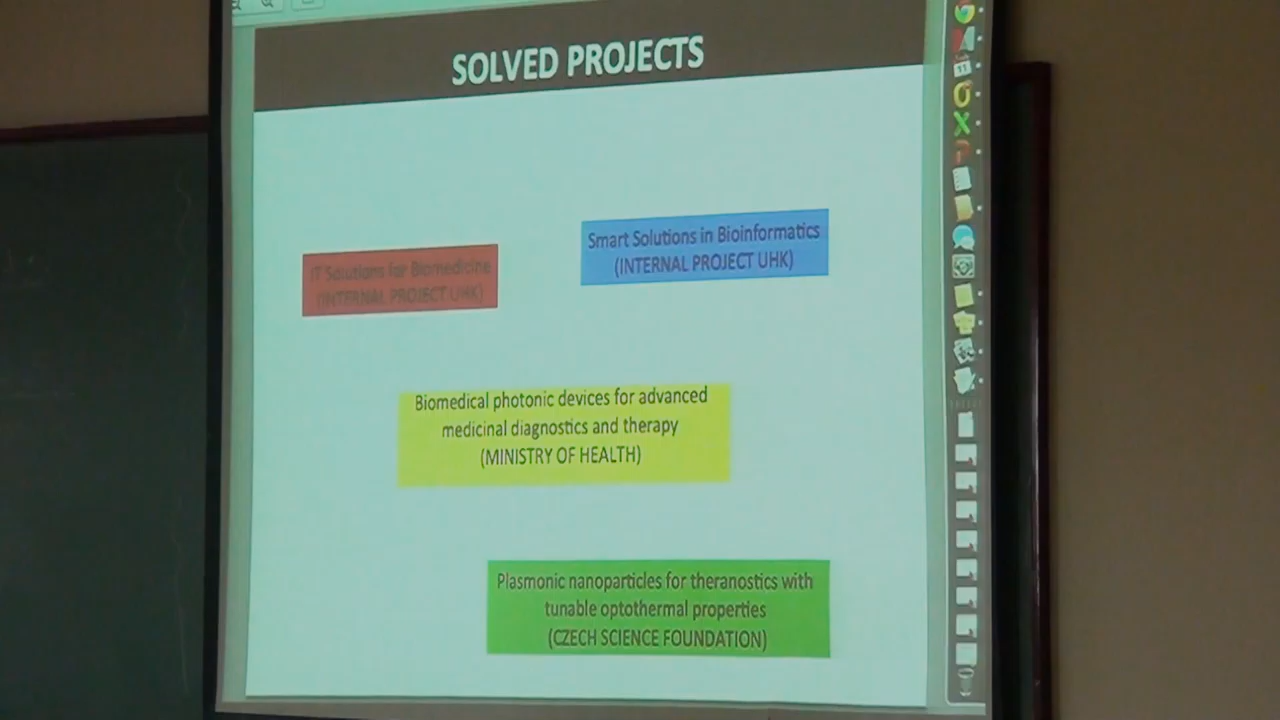 SOLVED PROJECTS
Smart Solutions in Bioinformatics
(INTERNAL PROJECT UHK)
IT Solutions for Biomedicine
(INTERNAL PROJECT UHK)
Biomedical photonic devices for advanced
medicinal diagnostics and therapy
(MINISTRY OF HEALTH)
Plasmonic nanoparticles for theranostics with
tunable optothermal properties
(CZECH SCIENCE FOUNDATION)